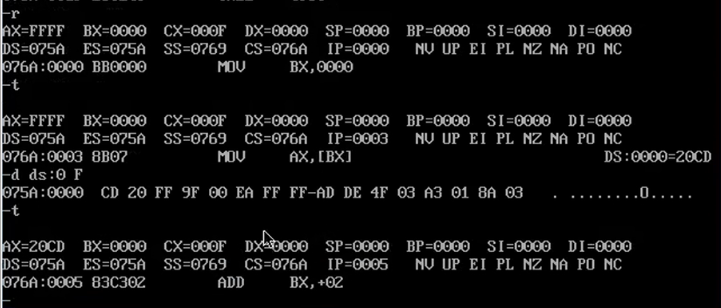 -r
AX=FFFF BX=0000 CX=000F DX=0000 SP=0000 BP=0000 SI=0000 DI=0000
DS=075A ES=075A SS=0769 CS=076A IP=0000 NV UP EI PL NZ NA PO NC
076A:0000 BB0000 MOV BX,0000
-t
AX=FFFF BX=0000 CX=000F DX=0000 SP=0000 BP=0000 SI=0000 DI=0000
DS=075A ES=075A SS=0769 CS=076A IP=0003 NV UP EI PL NZ NA PO NC
076A:0003 8B07 MOV AX,[BX] DS:0000=20CD
-d ds:0 F
075A:0000 CD 20 FF 9F 00 EA FF FF-AD DE 4F 03 A3 01 8A 03 . ........O.....
-t
AX=20CD BX=0000 CX=000F DX=0000 SP=0000 BP=0000 SI=0000 DI=0000
DS=075A ES=075A SS=0769 CS=076A IP=0005 NV UP EI PL NZ NA PO NC
076A:0005 83C302 ADD BX,+02
-